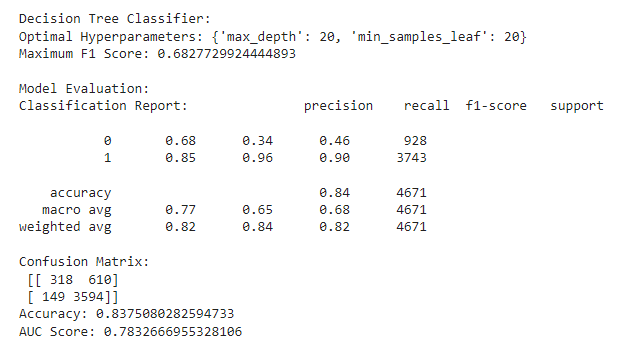 Decision Tree Classifier:
Optimal Hyperparameters: {'max_depth': 20, 'min_samples_leaf': 20}
Maximum F1 Score: 0.6827729924444893

Model Evaluation:
Classification Report:               precision    recall  f1-score   support

           0       0.68      0.34      0.46       928
           1       0.85      0.96      0.90      3743

    accuracy                           0.84      4671
   macro avg       0.77      0.65      0.68      4671
weighted avg       0.82      0.84      0.82      4671

Confusion Matrix:
 [[ 318  610]
 [ 149 3594]]
Accuracy: 0.8375080282594733
AUC Score: 0.7832666955328106